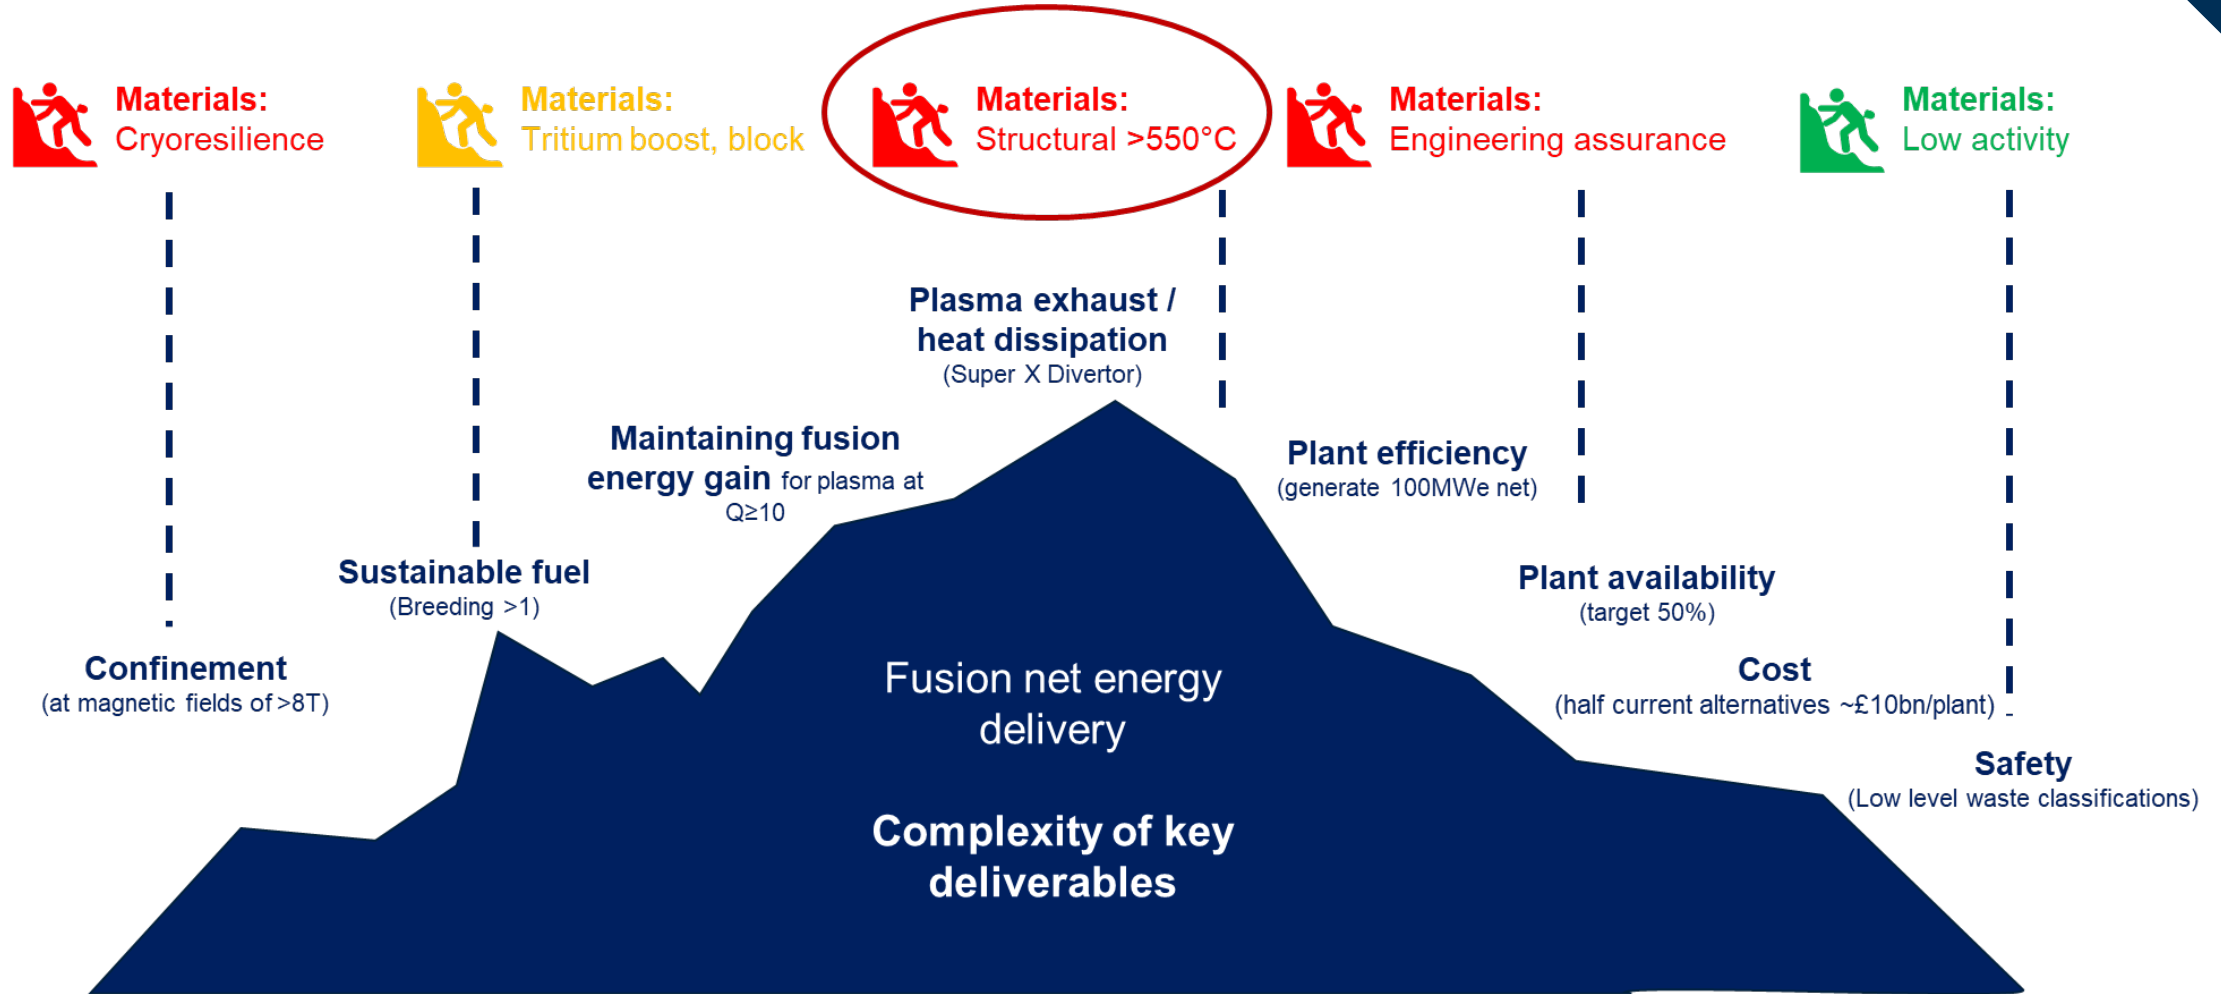 Materials:
Cryoresilience
Materials:
Tritium boost, block
Materials:
Structural >550°C
Materials:
Engineering assurance
Materials:
Low activity
Plasma exhaust /
heat dissipation
(Super X Divertor)
Maintaining fusion
energy gain for plasma at
Q≥10
Plant efficiency
(generate 100MWe net)
Sustainable fuel
(Breeding >1)
Plant availability
(target 50%)
Confinement
(at magnetic fields of >8T)
Cost
(half current alternatives ~£10bn/plant)
Safety
(Low level waste classifications)
Fusion net energy
delivery
Complexity of key
deliverables